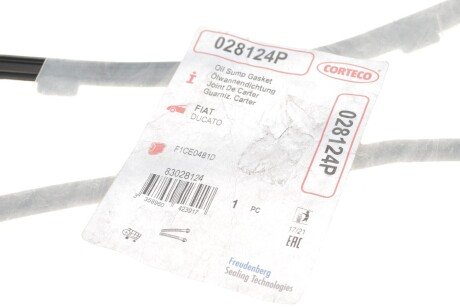 028124P
CORTECO
Oil Sump Gasket
Ölwannendichtung
Joint De Carter
Guarniz. Carter
FIAT
DUCATO
028124P
F1CE0481D
83028124
1 PC
17/21
EAC
Freudenberg
Sealing Technologies